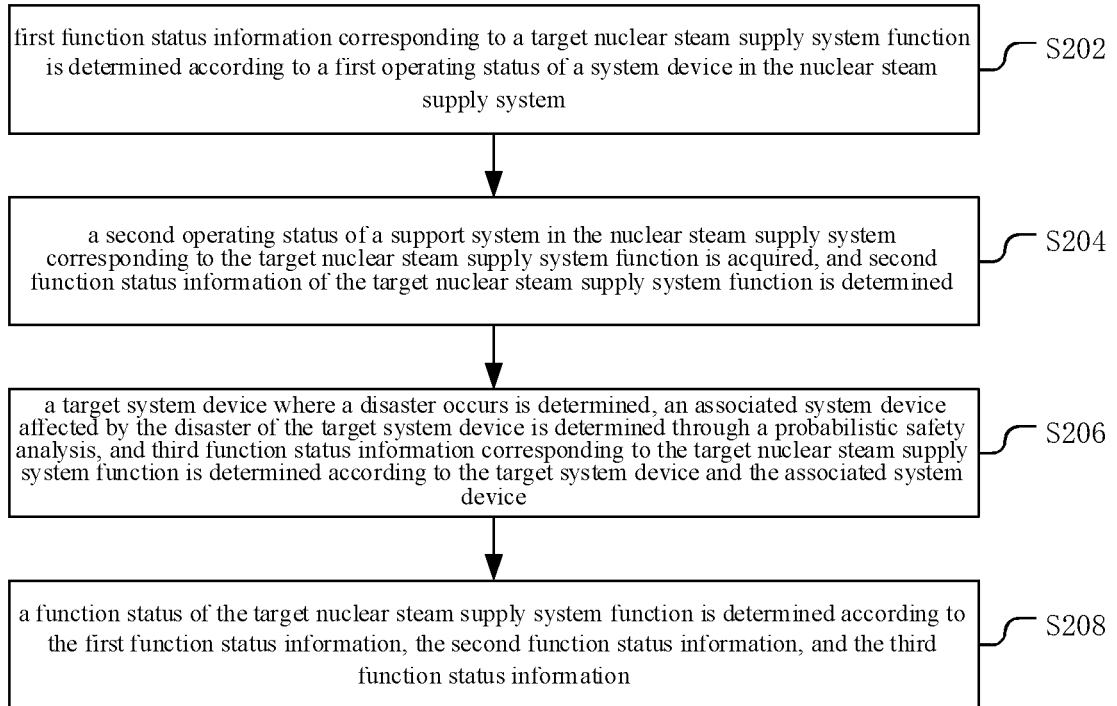 first function status information corresponding to a target nuclear steam supply system function
is determined according to a first operating status of a system device in the nuclear steam
supply system
S202
a second operating status of a support system in the nuclear steam supply system
corresponding to the target nuclear steam supply system function is acquired, and second
function status information of the target nuclear steam supply system function is determined
S204
a target system device where a disaster occurs is determined, an associated system device
affected by the disaster of the target system device is determined through a probabilistic safety
analysis, and third function status information corresponding to the target nuclear steam supply
system function is determined according to the target system device and the associated system
device
S206
a function status of the target nuclear steam supply system function is determined according to
the first function status information, the second function status information, and the third
function status information
S208